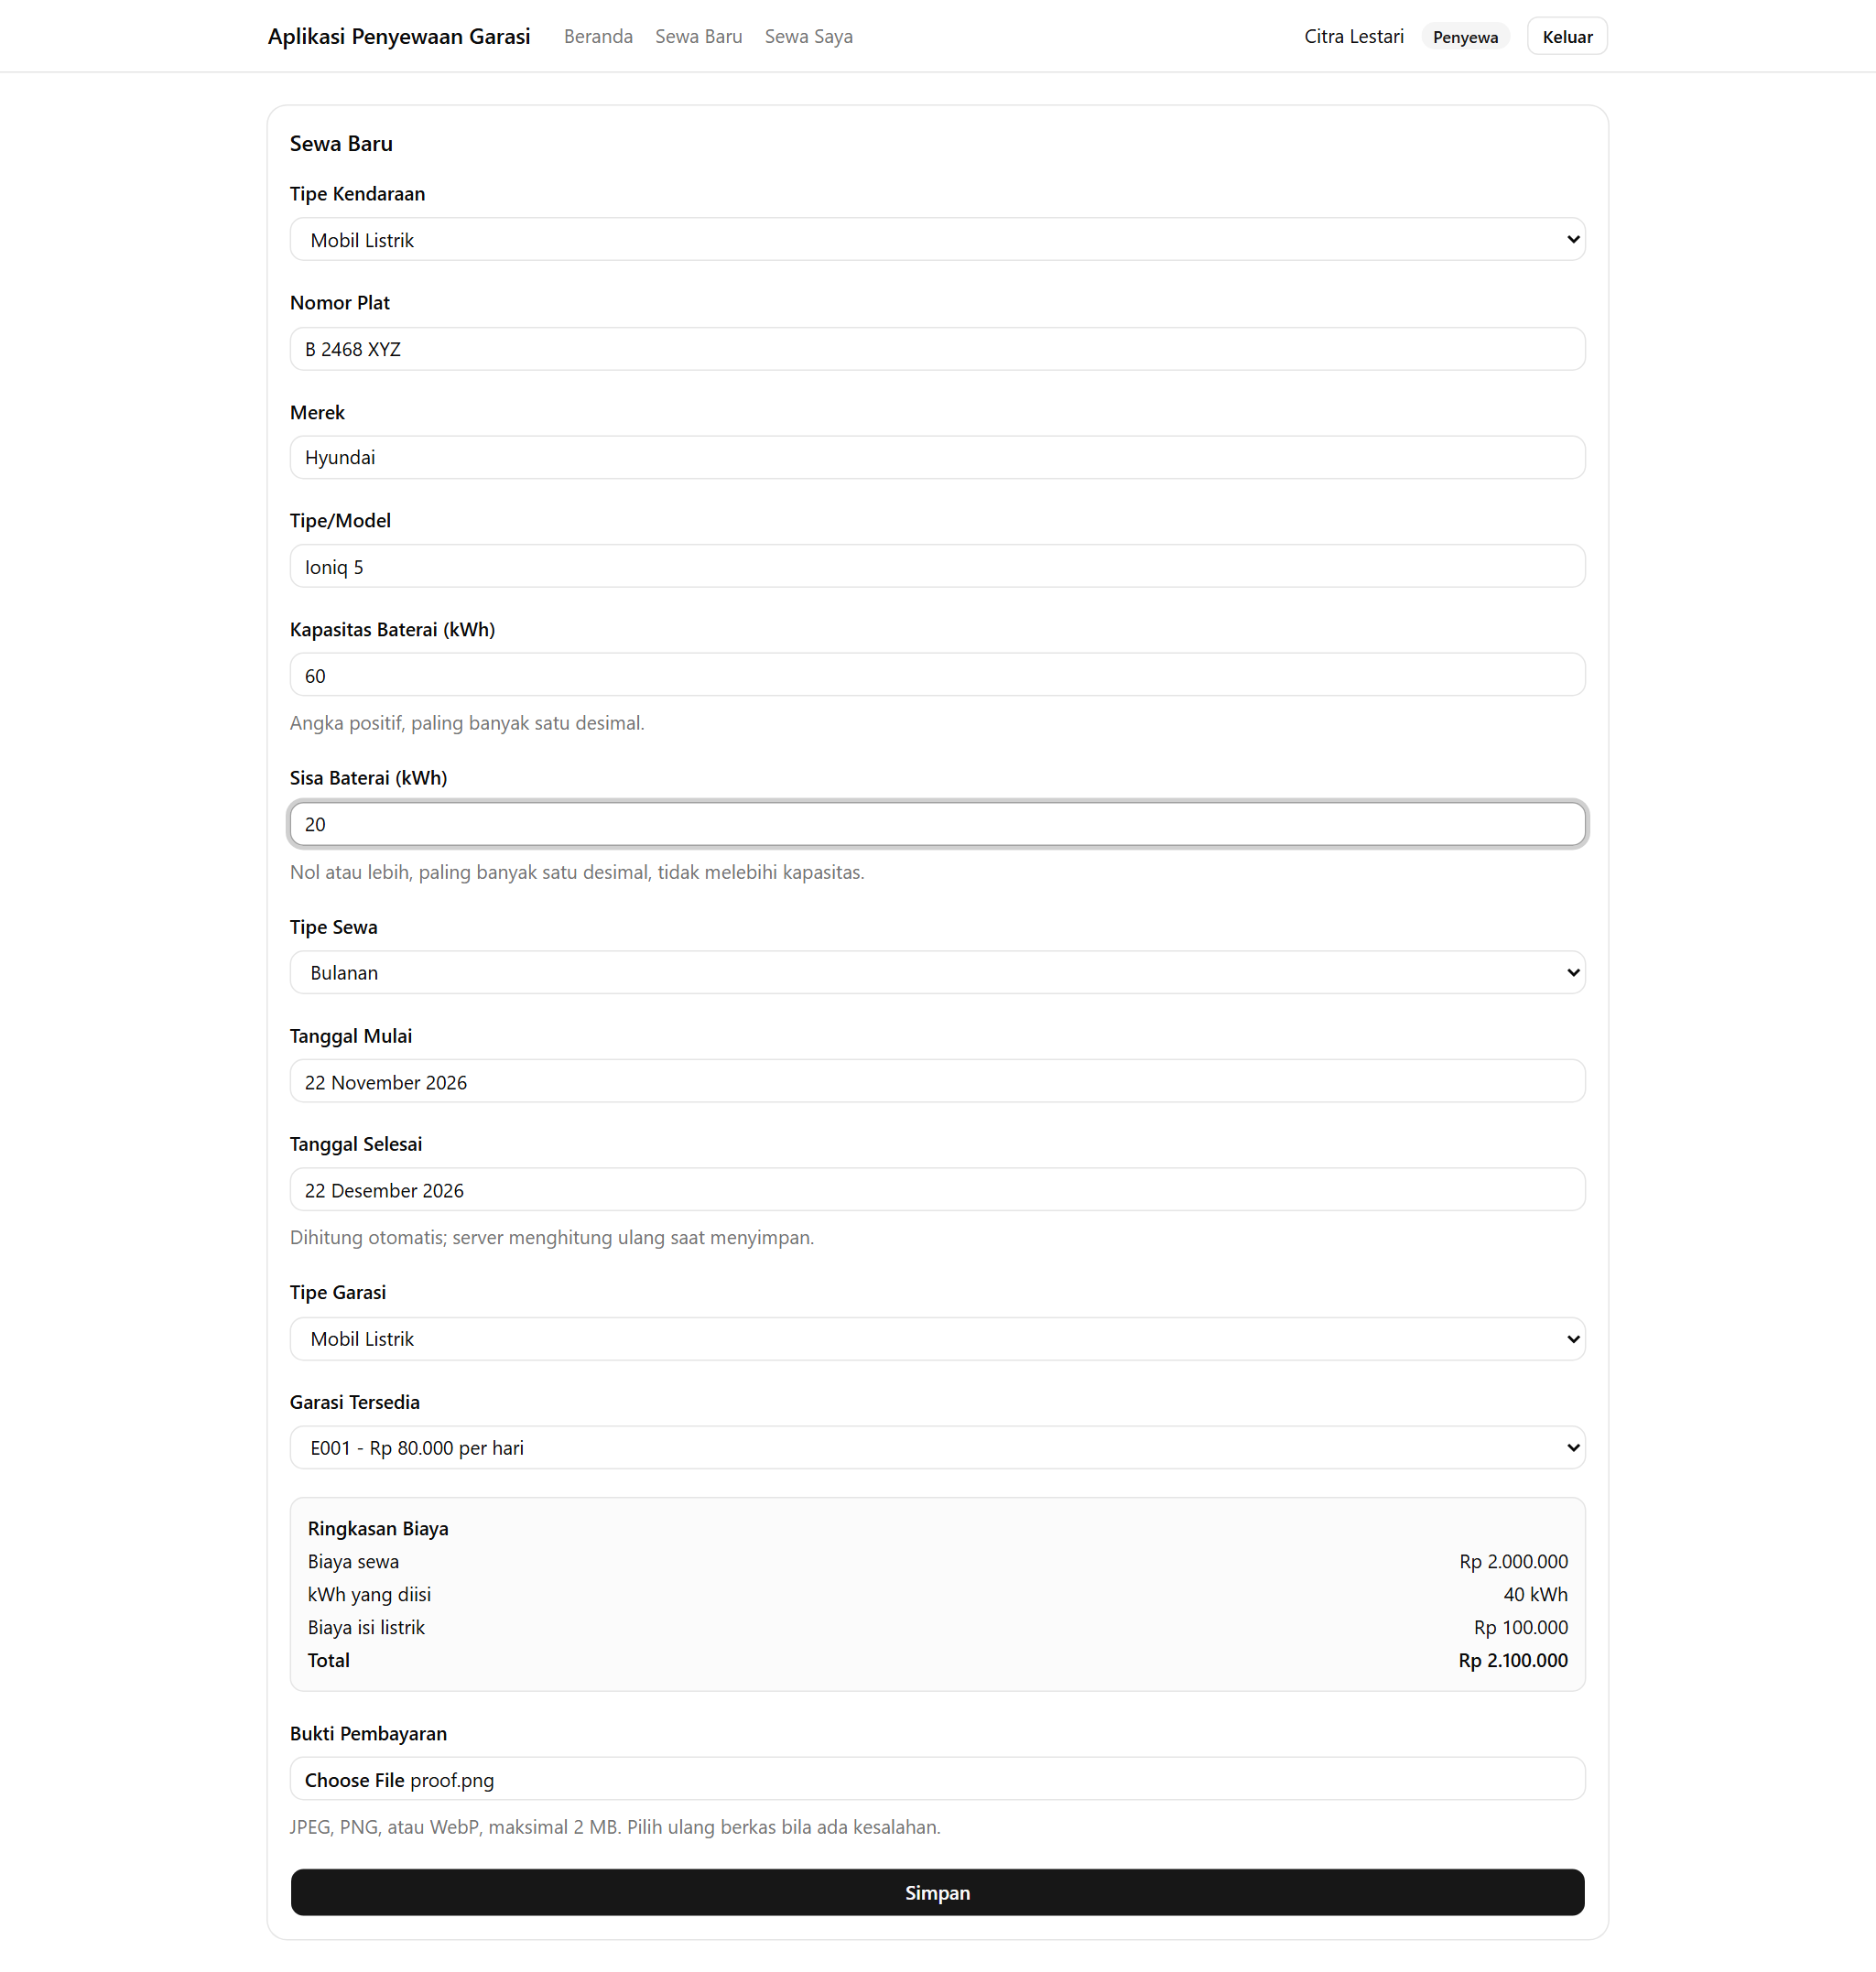 Aplikasi Penyewaan Garasi Beranda Sewa Baru Sewa Saya Citra Lestari Penyewa Keluar
Sewa Baru
Tipe Kendaraan
Mobil Listrik
Nomor Plat
B 2468 XYZ
Merek
Hyundai
Tipe/Model
Ioniq 5
Kapasitas Baterai (kWh)
60
Angka positif, paling banyak satu desimal.
Sisa Baterai (kWh)
20
Nol atau lebih, paling banyak satu desimal, tidak melebihi kapasitas.
Tipe Sewa
Bulanan
Tanggal Mulai
22 November 2026
Tanggal Selesai
22 Desember 2026
Dihitung otomatis; server menghitung ulang saat menyimpan.
Tipe Garasi
Mobil Listrik
Garasi Tersedia
E001 - Rp 80.000 per hari
Ringkasan Biaya
Biaya sewa Rp 2.000.000
kWh yang diisi 40 kWh
Biaya isi listrik Rp 100.000
Total Rp 2.100.000
Bukti Pembayaran
Choose File proof.png
JPEG, PNG, atau WebP, maksimal 2 MB. Pilih ulang berkas bila ada kesalahan.
Simpan